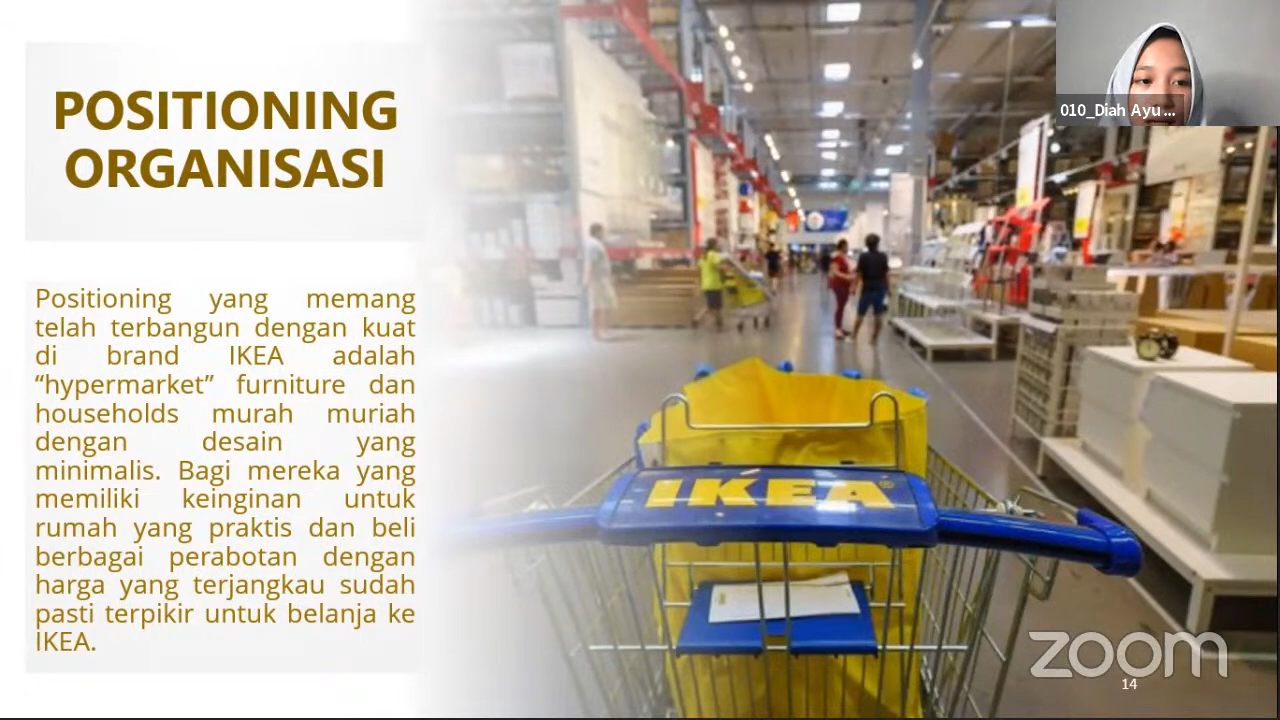 POSITIONING
ORGANISASI
010_Diah Ayu ...
Positioning yang memang
telah terbangun dengan kuat
di brand IKEA adalah
“hypermarket” furniture dan
households murah muriah
dengan desain yang
minimalis. Bagi mereka yang
memiliki keinginan untuk
rumah yang praktis dan beli
berbagai perabotan dengan
harga yang terjangkau sudah
pasti terpikir untuk belanja ke
IKEA.
IKEA®
zoom
14